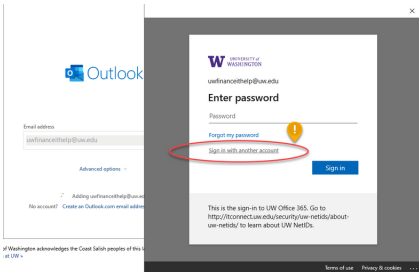 Outlook
Email address
uwfinanceithelp@uw.edu
Advanced options
Adding uwfinanceithelp@uw.ed
No account? Create an Outlook.com email addres
of Washington acknowledges the Coast Salish peoples of this l
at UW »
W UNIVERSITY of
WASHINGTON
uwfinanceithelp@uw.edu
Enter password
Password
Forgot my password
!
Sign in with another account
Sign in
This is the sign-in to UW Office 365. Go to
http://itconnect.uw.edu/security/uw-netids/about-
uw-netids/ to learn about UW NetIDs.
Terms of use Privacy & cookies ...